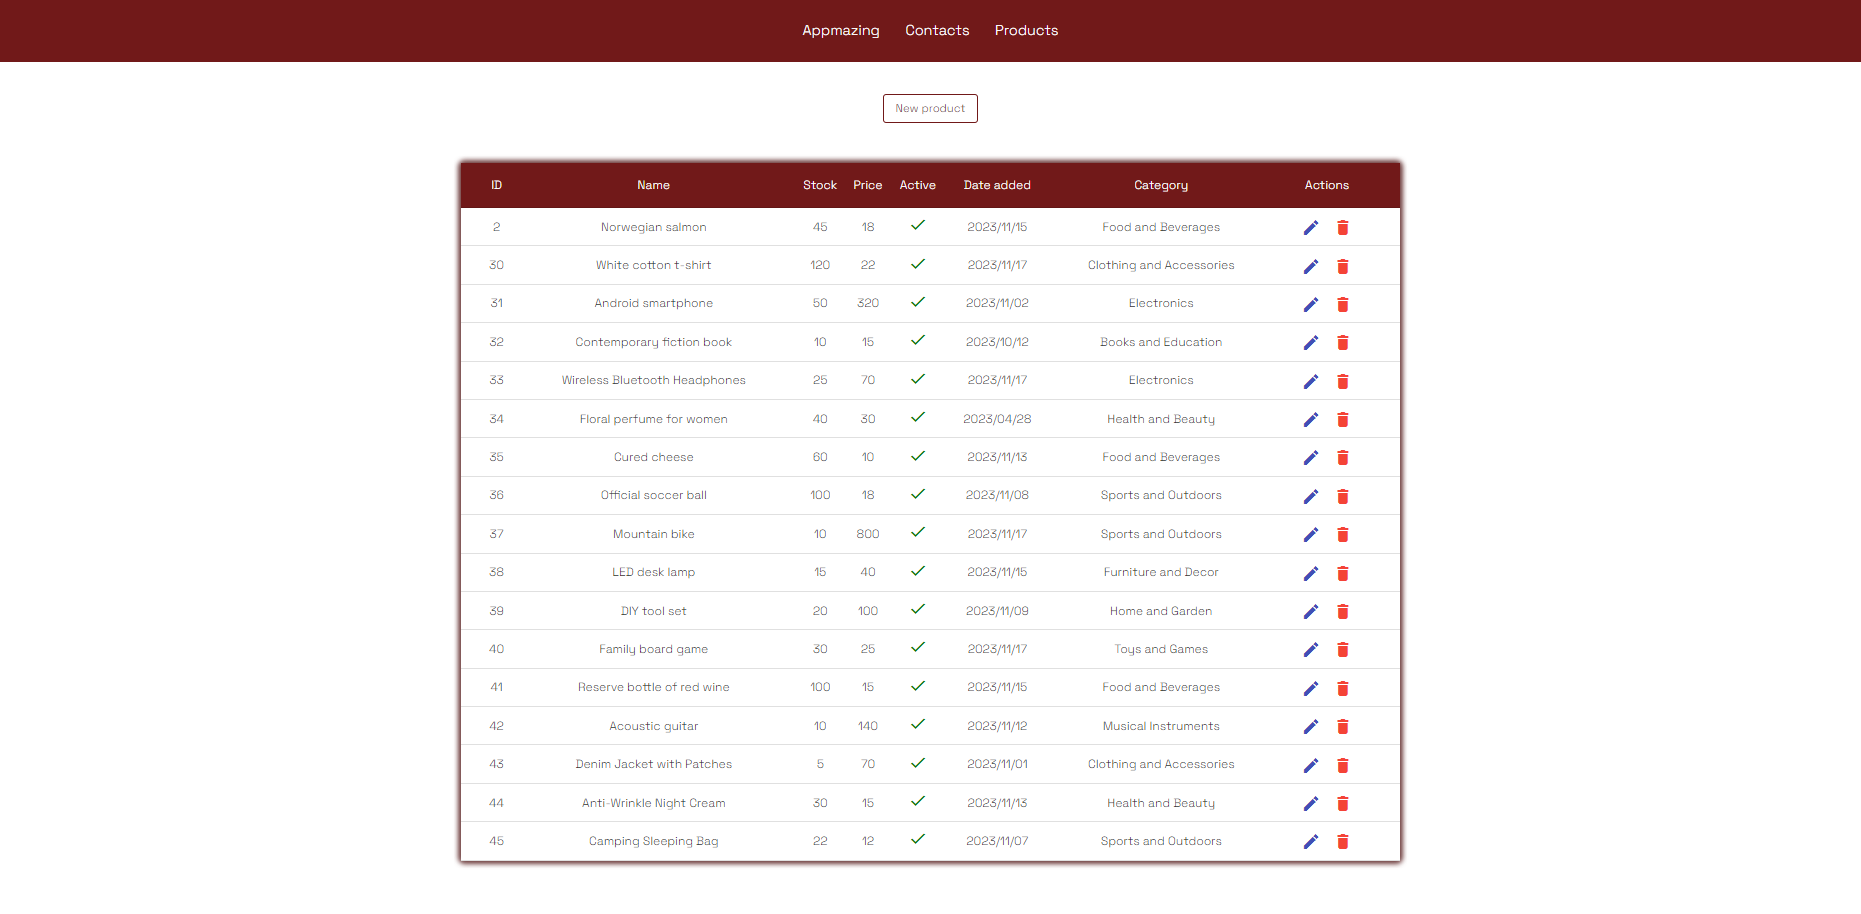 Appmazing Contacts Products
New product
ID Name Stock Price Active Date added Category Actions
2 Norwegian salmon 45 18 2023/11/15 Food and Beverages
30 White cotton t-shirt 120 22 2023/11/17 Clothing and Accessories
31 Android smartphone 50 320 2023/11/02 Electronics
32 Contemporary fiction book 10 15 2023/10/12 Books and Education
33 Wireless Bluetooth Headphones 25 70 2023/11/17 Electronics
34 Floral perfume for women 40 30 2023/04/28 Health and Beauty
35 Cured cheese 60 10 2023/11/13 Food and Beverages
36 Official soccer ball 100 18 2023/11/08 Sports and Outdoors
37 Mountain bike 10 800 2023/11/17 Sports and Outdoors
38 LED desk lamp 15 40 2023/11/15 Furniture and Decor
39 DIY tool set 20 100 2023/11/09 Home and Garden
40 Family board game 30 25 2023/11/17 Toys and Games
41 Reserve bottle of red wine 100 15 2023/11/15 Food and Beverages
42 Acoustic guitar 10 140 2023/11/12 Musical Instruments
43 Denim Jacket with Patches 5 70 2023/11/01 Clothing and Accessories
44 Anti-Wrinkle Night Cream 30 15 2023/11/13 Health and Beauty
45 Camping Sleeping Bag 22 12 2023/11/07 Sports and Outdoors